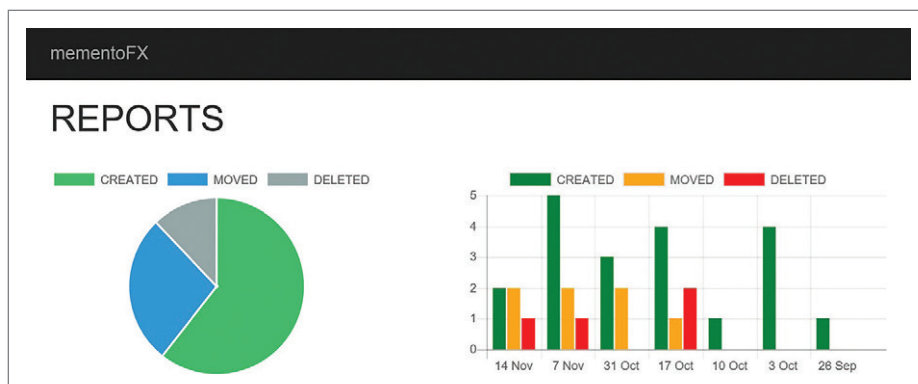 mementoFX
REPORTS
CREATED MOVED DELETED
CREATED MOVED DELETED
5
4
3
2
1
0
14 Nov 7 Nov 31 Oct 17 Oct 10 Oct 3 Oct 26 Sep